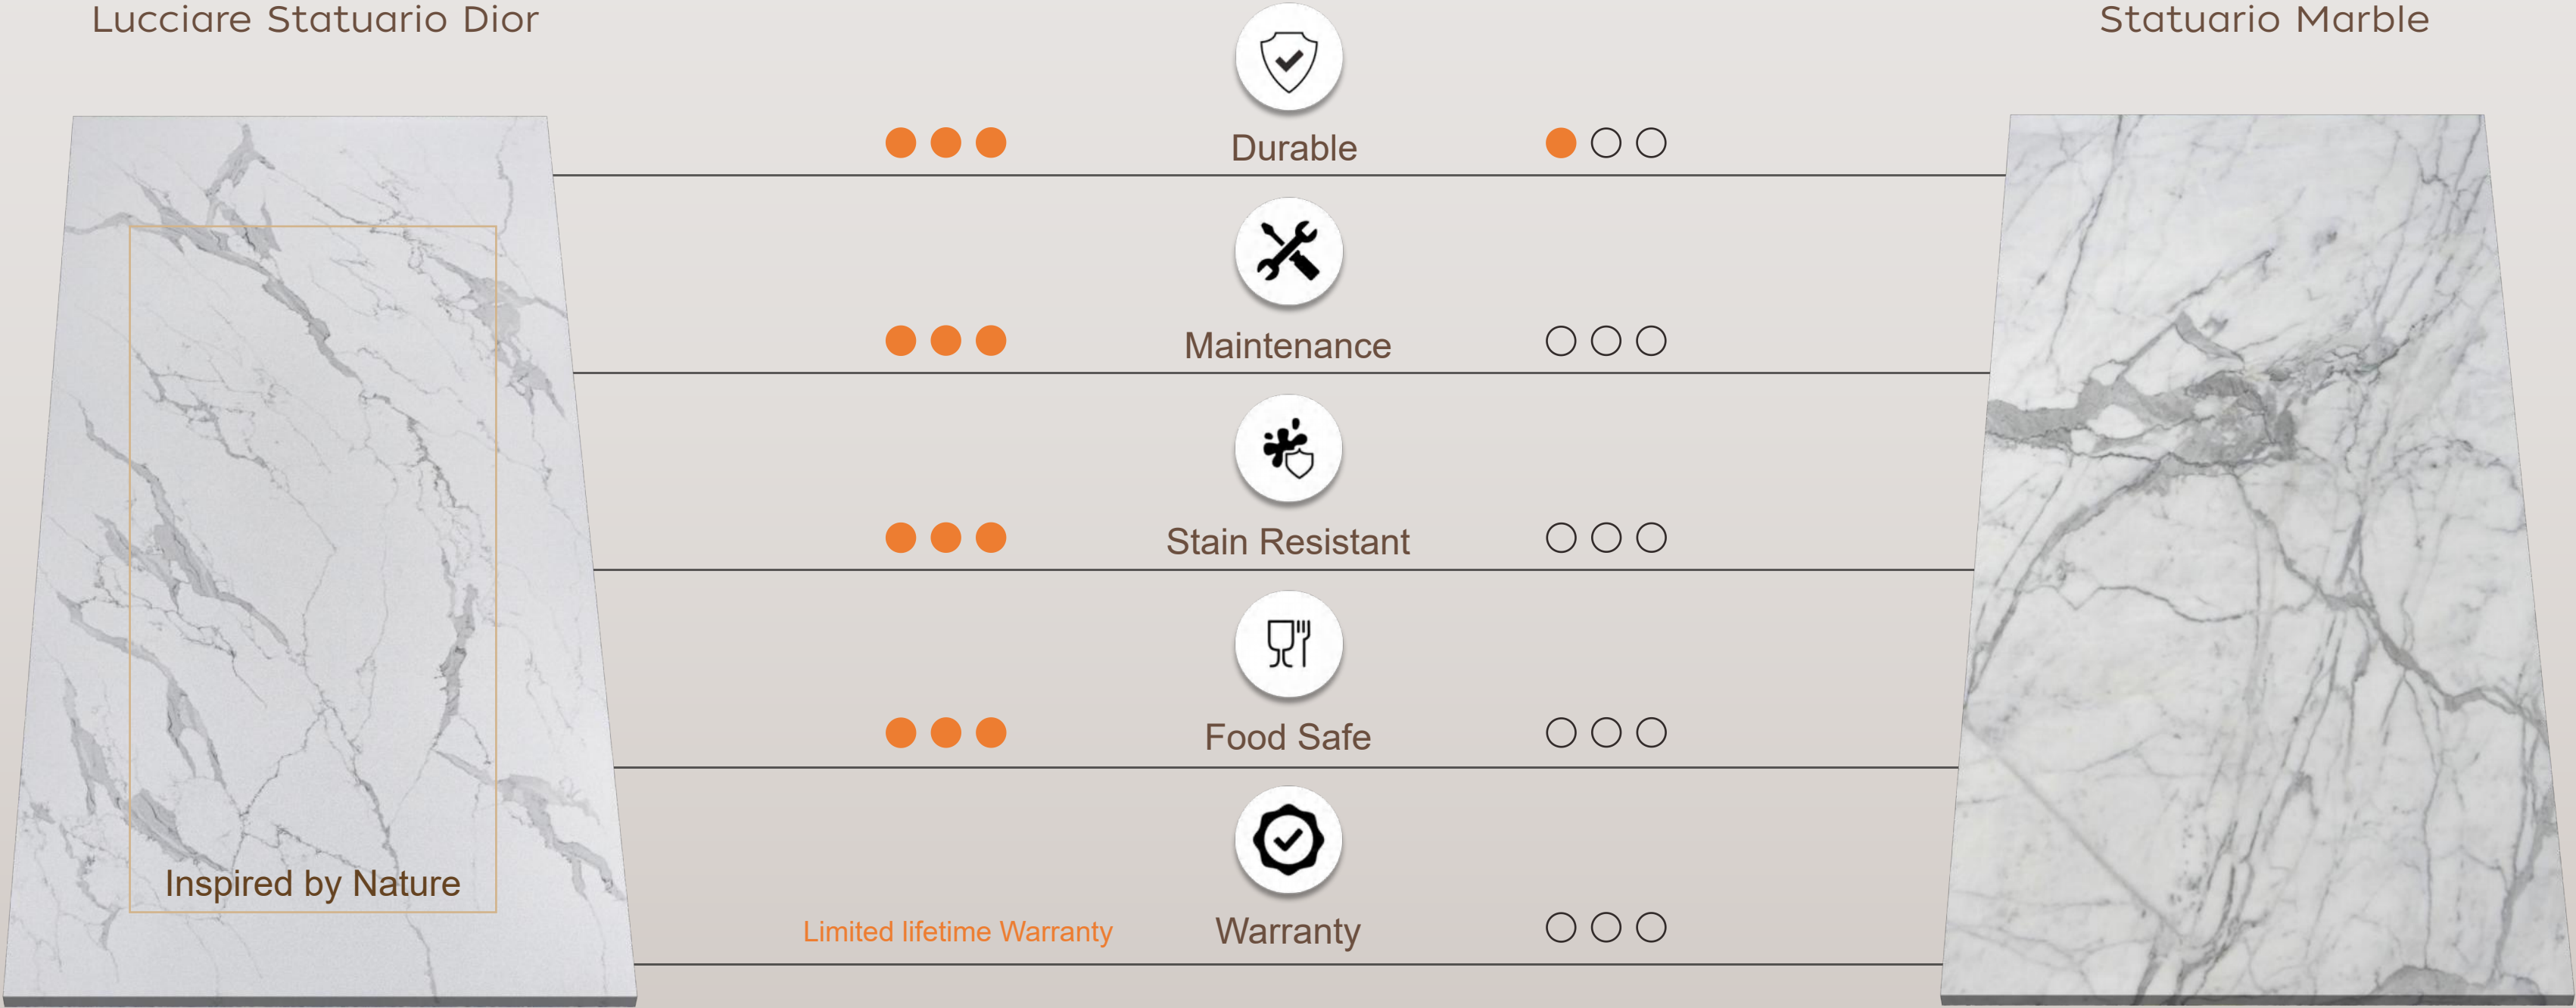 Lucciare Statuario Dior
Statuario Marble
Durable
Maintenance
Stain Resistant
Food Safe
Inspired by Nature
Limited lifetime Warranty
Warranty